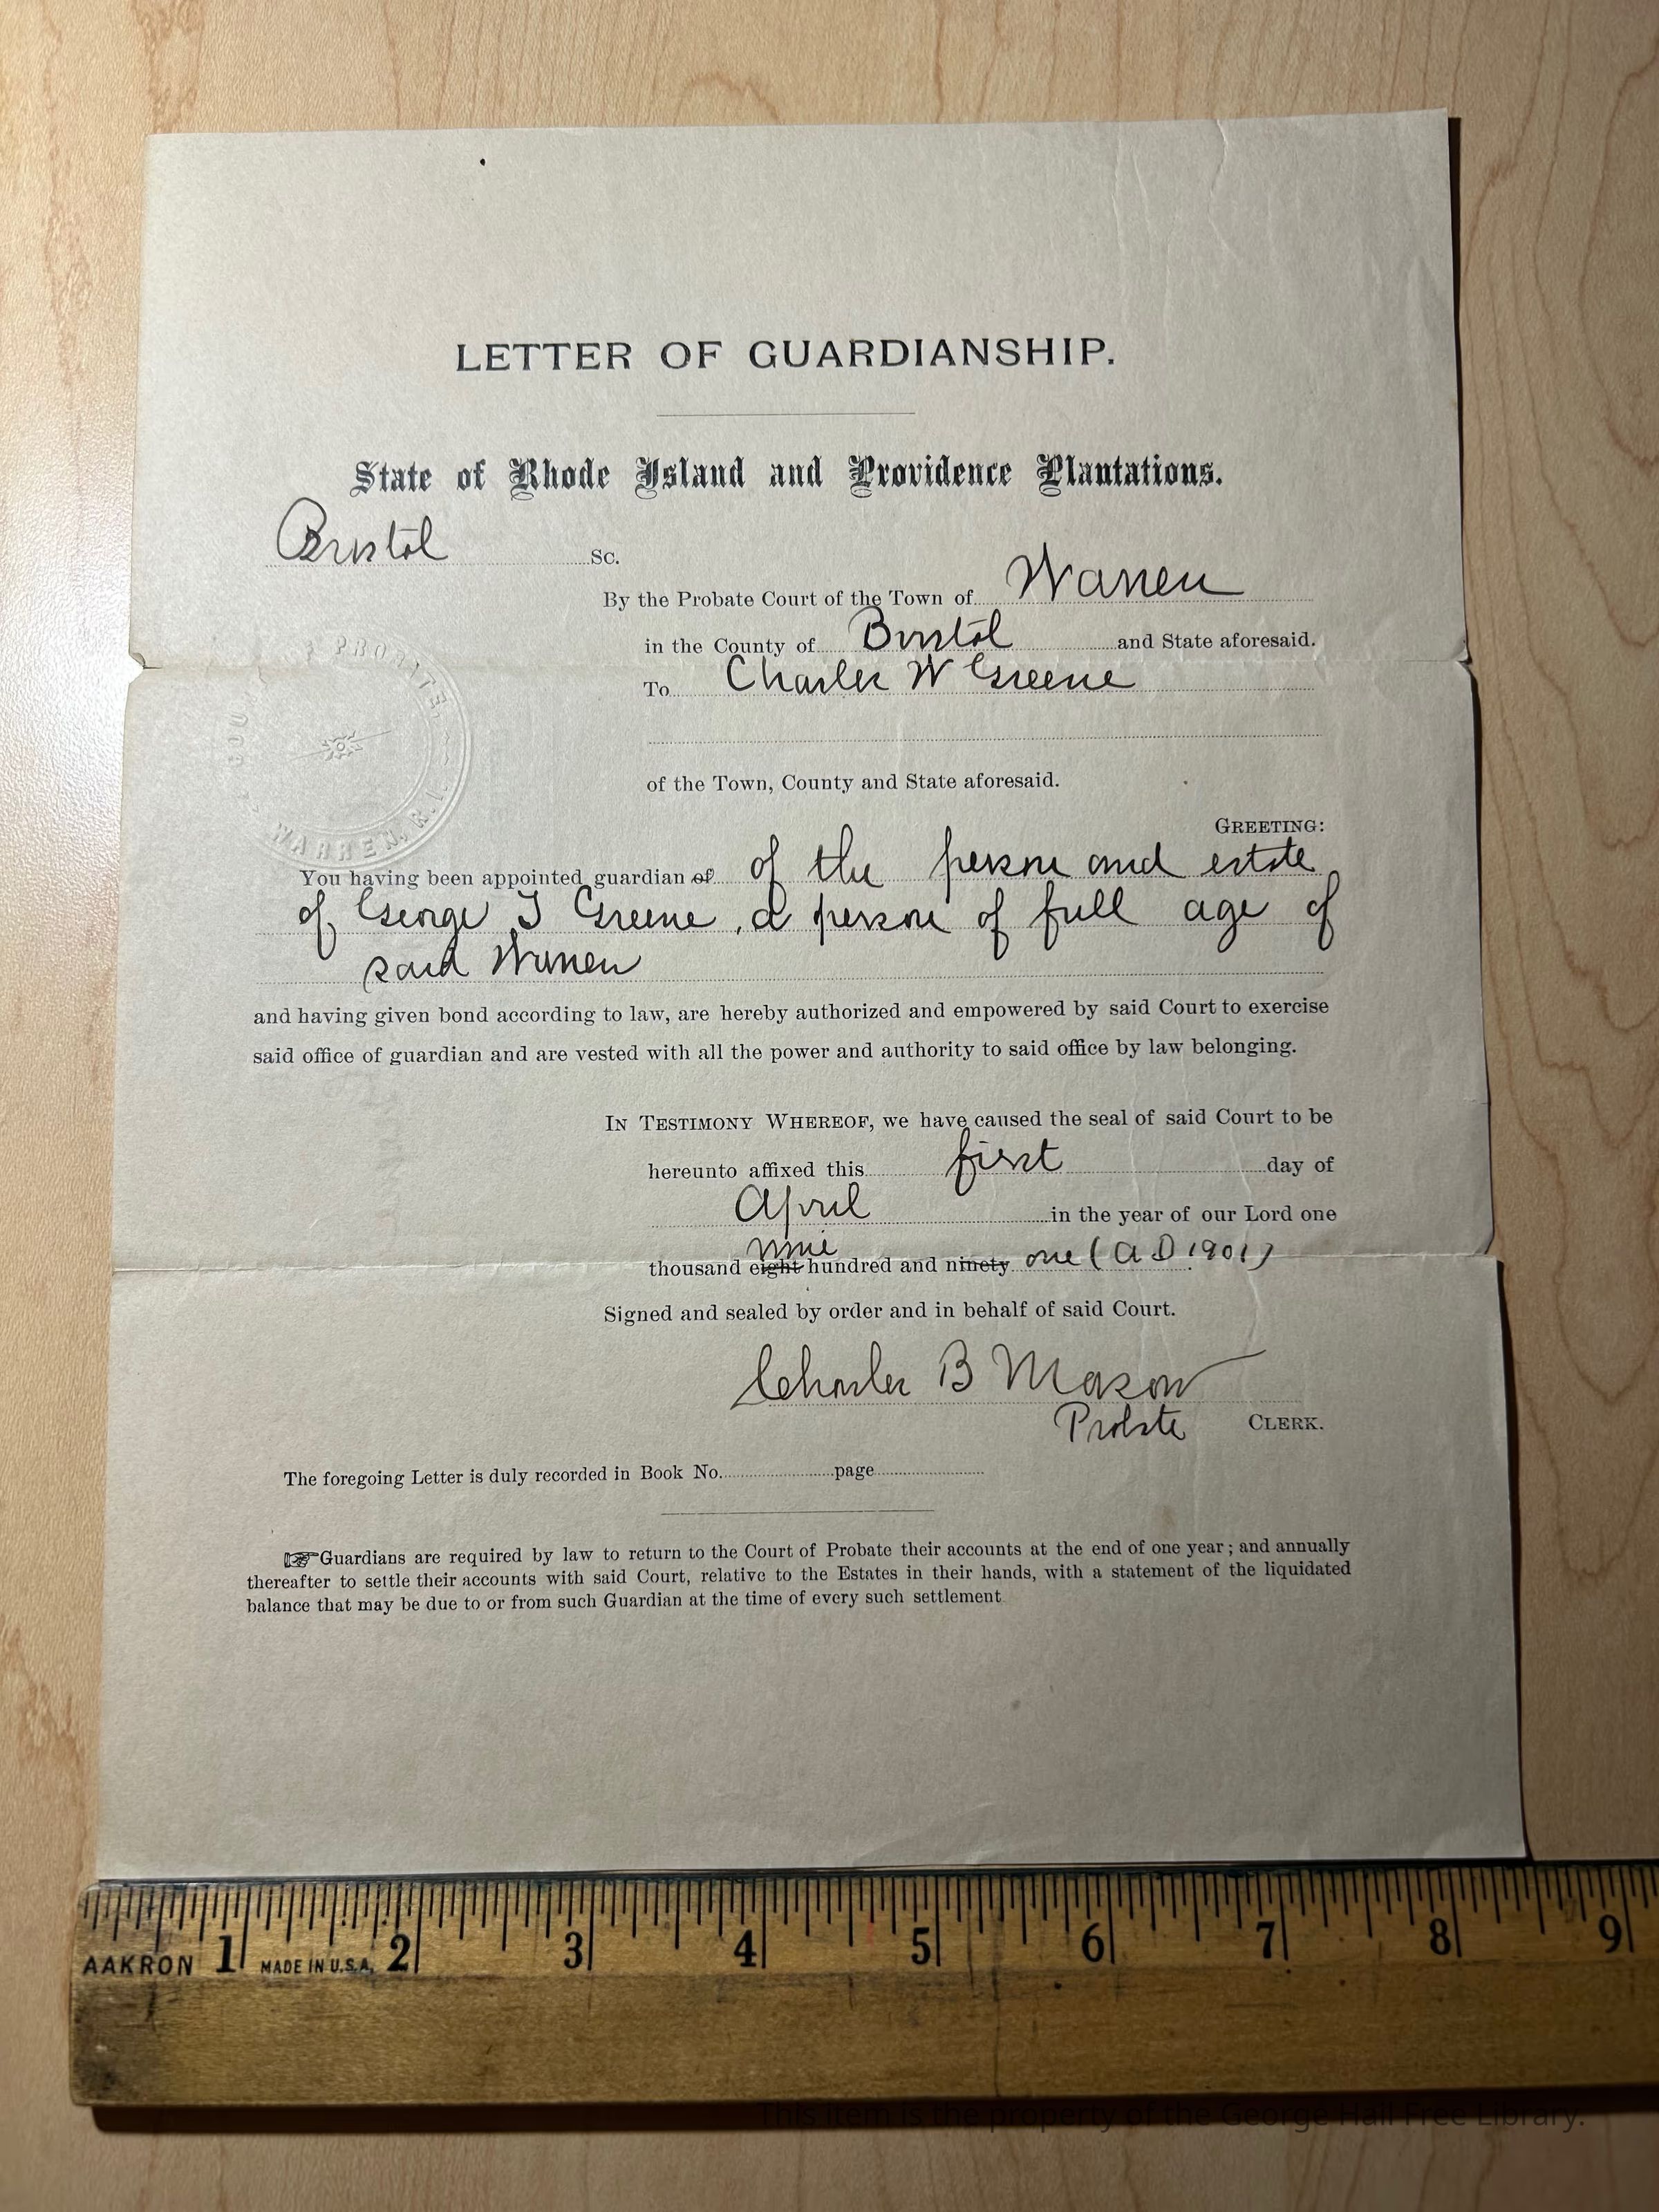 LETTER OF GUARDIANSHIP.
State of Rhode Island and Providence Plantations.
Bristol Sc.
By the Probate Court of the Town of Warren
in the County of Bristol and State aforesaid.
To Charles W Greene
of the Town, County and State aforesaid.
PROBATE
WARREN. R.I.
GREETING:
You having been appointed guardian of of the person and estate
of George T Greene, a person of full age of
said Warren
and having given bond according to law, are hereby authorized and empowered by said Court to exercise
said office of guardian and are vested with all the power and authority to said office by law belonging.
IN TESTIMONY WHEREOF, we have caused the seal of said Court to be
hereunto affixed this first day of
April in the year of our Lord one
nine
thousand eight hundred and ninety one (A D. 1901)
Signed and sealed by order and in behalf of said Court.
Charles B Mason
Probate CLERK.
The foregoing Letter is duly recorded in Book No. page
☞Guardians are required by law to return to the Court of Probate their accounts at the end of one year; and annually
thereafter to settle their accounts with said Court, relative to the Estates in their hands, with a statement of the liquidated
balance that may be due to or from such Guardian at the time of every such settlement.
1 2 3 4 5 6 7 8 9
AAKRON MADE IN U.S.A.
This item is the property of the George Hail Free Library.